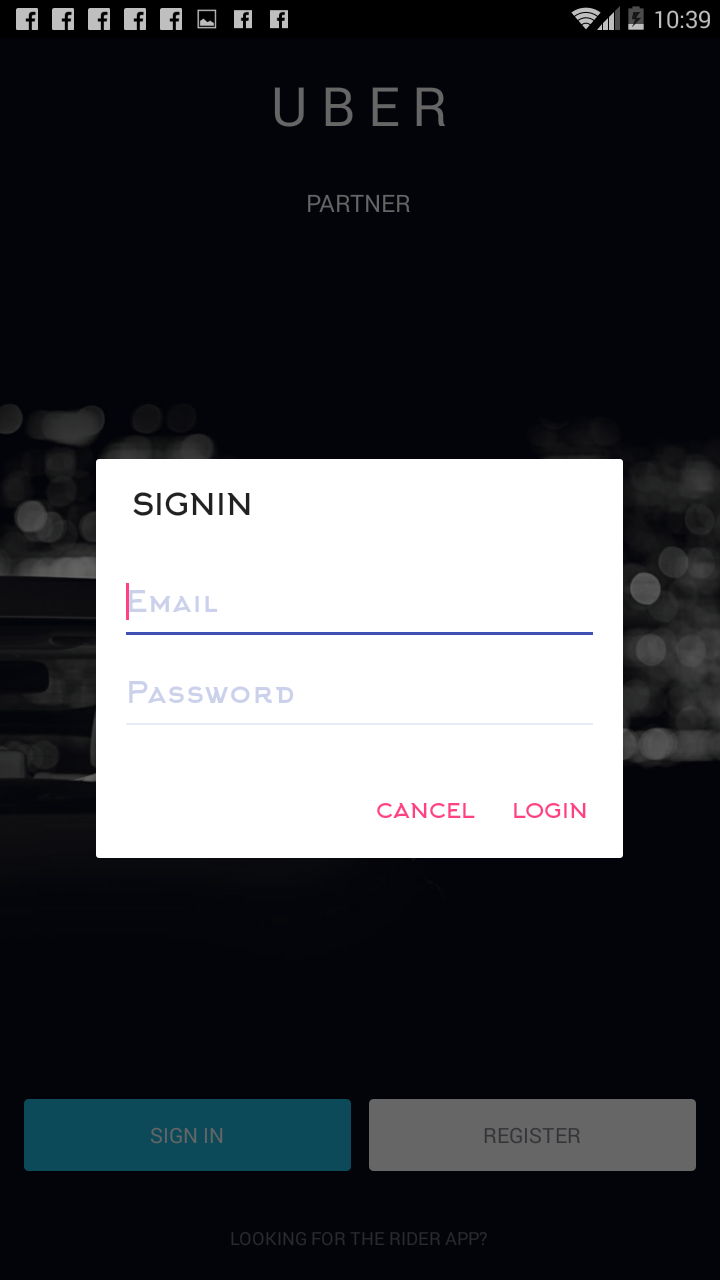 10:39
UBER
PARTNER
SIGNIN
Email
Password
CANCEL LOGIN
SIGN IN REGISTER
LOOKING FOR THE RIDER APP?